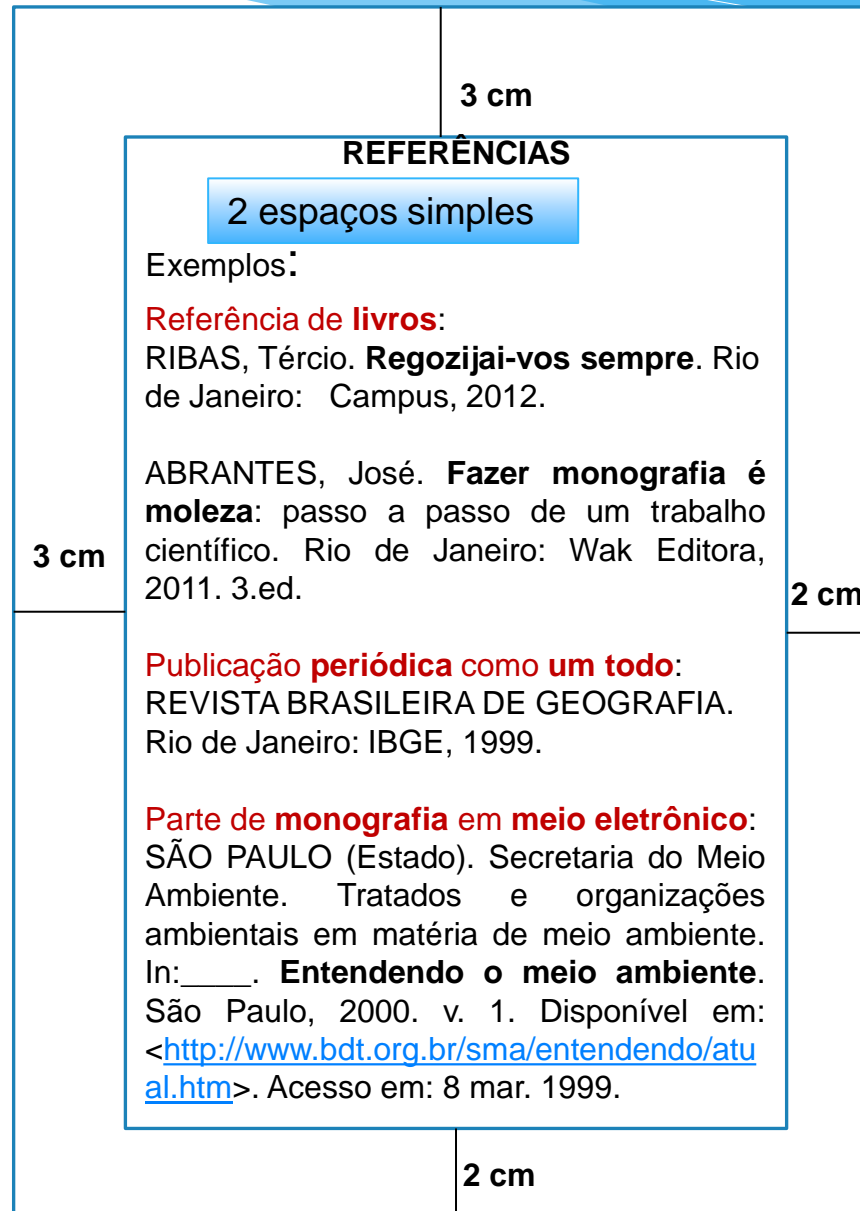 3 cm
REFERÊNCIAS
2 espaços simples
Exemplos:
Referência de livros:
RIBAS, Tércio. Regozijai-vos sempre. Rio
de Janeiro: Campus, 2012.
ABRANTES, José. Fazer monografia é
moleza: passo a passo de um trabalho
científico. Rio de Janeiro: Wak Editora,
2011. 3.ed.
3 cm
2 cm
Publicação periódica como um todo:
REVISTA BRASILEIRA DE GEOGRAFIA.
Rio de Janeiro: IBGE, 1999.
Parte de monografia em meio eletrônico:
SÃO PAULO (Estado). Secretaria do Meio
Ambiente. Tratados e organizações
ambientais em matéria de meio ambiente.
In:____. Entendendo o meio ambiente.
São Paulo, 2000. v. 1. Disponível em:
<http://www.bdt.org.br/sma/entendendo/atu
al.htm>. Acesso em: 8 mar. 1999.
2 cm